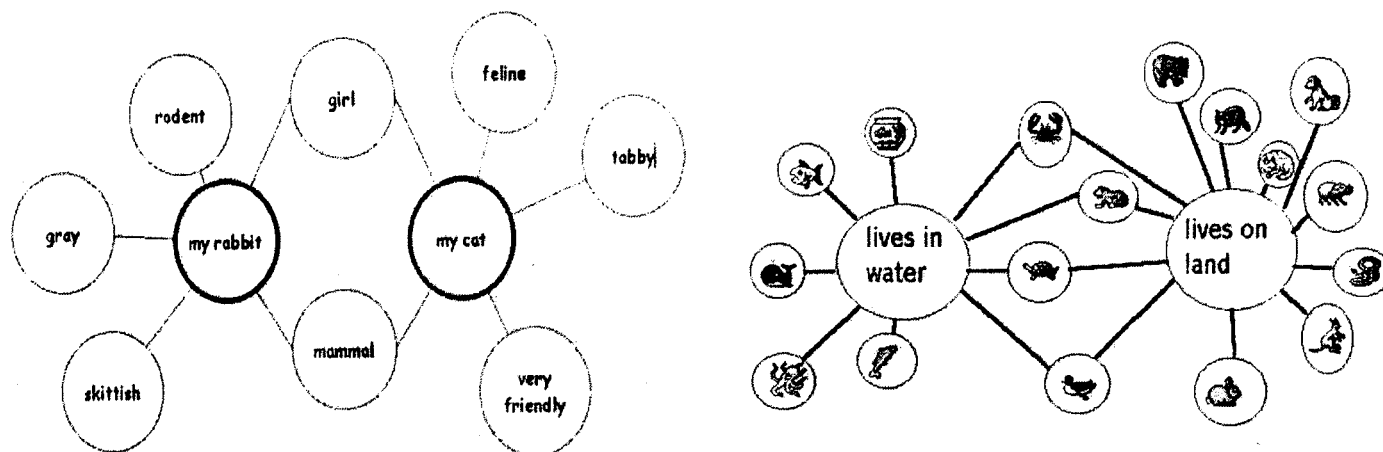 feline
girl
rodent
tabby
gray
my rabbit
my cat
mammal
skittish
very
friendly
lives in
water
lives on
land